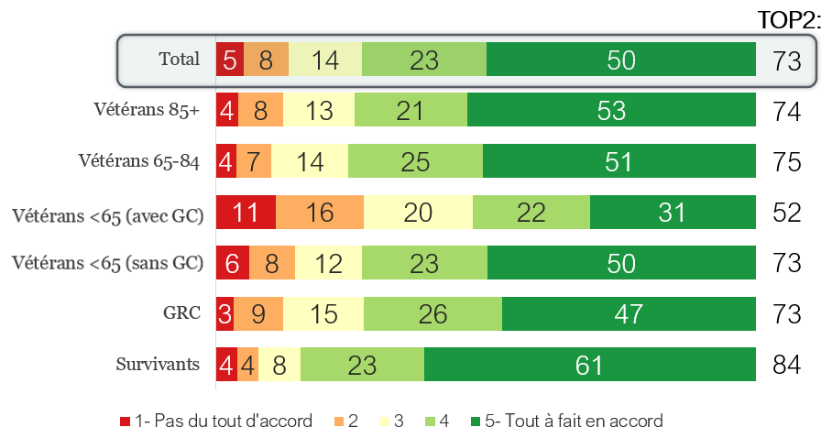 TOP2:
Total 5 8 14 23 50 73
Vétérans 85+ 4 8 13 21 53 74
Vétérans 65-84 4 7 14 25 51 75
Vétérans <65 (avec GC) 11 16 20 22 31 52
Vétérans <65 (sans GC) 6 8 12 23 50 73
GRC 3 9 15 26 47 73
Survivants 4 4 8 23 61 84
1- Pas du tout d'accord 2 3 4 5- Tout à fait en accord